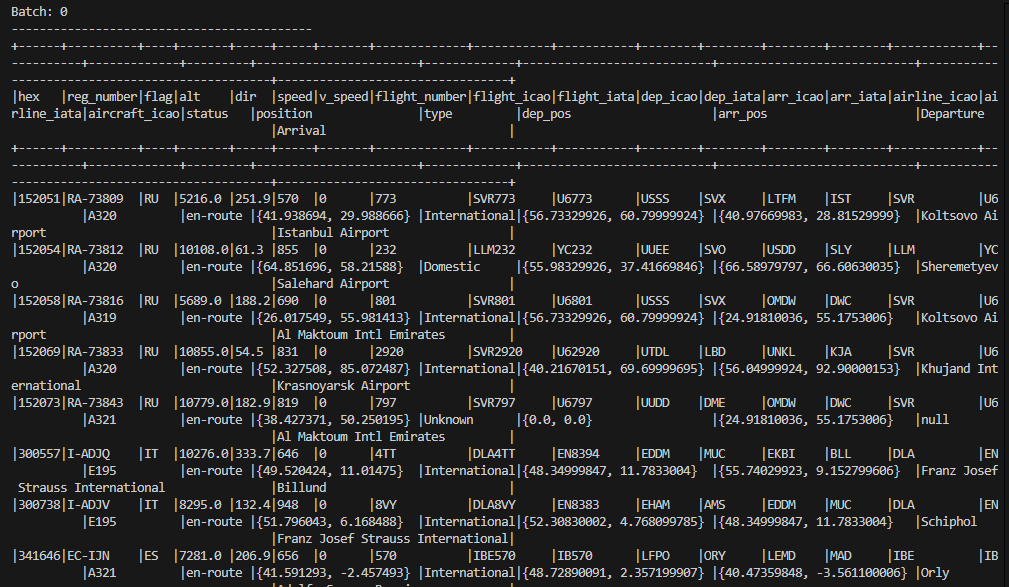 Batch: 0
-------------------------------------------
+------+----------+----+-------+-----+-----+-------+-------------+-----------+-----------+--------+--------+--------+--------+------------+--
----------+-------------+---------+-----------------------+-------------+---------------------------+---------------------------+-----------
------------------------------------+--------------------------------+
|hex |reg_number|flag|alt |dir |speed|v_speed|flight_number|flight_icao|flight_iata|dep_icao|dep_iata|arr_icao|arr_iata|airline_icao|ai
rline_iata|aircraft_icao|status |position |type |dep_pos |arr_pos |Departure
|Arrival |
+------+----------+----+-------+-----+-----+-------+-------------+-----------+-----------+--------+--------+--------+--------+------------+--
----------+-------------+---------+-----------------------+-------------+---------------------------+---------------------------+-----------
------------------------------------+--------------------------------+
|152051|RA-73809 |RU |5216.0 |251.9|570 |0 |773 |SVR773 |U6773 |USSS |SVX |LTFM |IST |SVR |U6
|A320 |en-route |{41.938694, 29.988666} |International|{56.73329926, 60.79999924} |{40.97669983, 28.81529999} |Koltsovo Ai
rport |Istanbul Airport |
|152054|RA-73812 |RU |10108.0|61.3 |855 |0 |232 |LLM232 |YC232 |UUEE |SVO |USDD |SLY |LLM |YC
|A320 |en-route |{64.851696, 58.21588} |Domestic |{55.98329926, 37.41669846} |{66.58979797, 66.60630035} |Sheremetyev
o |Salehard Airport |
|152058|RA-73816 |RU |5689.0 |188.2|690 |0 |801 |SVR801 |U6801 |USSS |SVX |OMDW |DWC |SVR |U6
|A319 |en-route |{26.017549, 55.981413} |International|{56.73329926, 60.79999924} |{24.91810036, 55.1753006} |Koltsovo Ai
rport |Al Maktoum Intl Emirates |
|152069|RA-73833 |RU |10855.0|54.5 |831 |0 |2920 |SVR2920 |U62920 |UTDL |LBD |UNKL |KJA |SVR |U6
|A320 |en-route |{52.327508, 85.072487} |International|{40.21670151, 69.69999695} |{56.04999924, 92.90000153} |Khujand Int
ernational |Krasnoyarsk Airport |
|152073|RA-73843 |RU |10779.0|182.9|819 |0 |797 |SVR797 |U6797 |UUDD |DME |OMDW |DWC |SVR |U6
|A321 |en-route |{38.427371, 50.250195} |Unknown |{0.0, 0.0} |{24.91810036, 55.1753006} |null
|Al Maktoum Intl Emirates |
|300557|I-ADJQ |IT |10276.0|333.7|646 |0 |4TT |DLA4TT |EN8394 |EDDM |MUC |EKBI |BLL |DLA |EN
|E195 |en-route |{49.520424, 11.01475} |International|{48.34999847, 11.7833004} |{55.74029923, 9.152799606} |Franz Josef
Strauss International |Billund |
|300738|I-ADJV |IT |8295.0 |132.4|948 |0 |8VY |DLA8VY |EN8383 |EHAM |AMS |EDDM |MUC |DLA |EN
|E195 |en-route |{51.796043, 6.168488} |International|{52.30830002, 4.768099785} |{48.34999847, 11.7833004} |Schiphol
|Franz Josef Strauss International|
|341646|EC-IJN |ES |7281.0 |206.9|656 |0 |570 |IBE570 |IB570 |LFPO |ORY |LEMD |MAD |IBE |IB
|A321 |en-route |{41.591293, -2.457493} |International|{48.72890091, 2.357199907} |{40.47359848, -3.561100006} |Orly